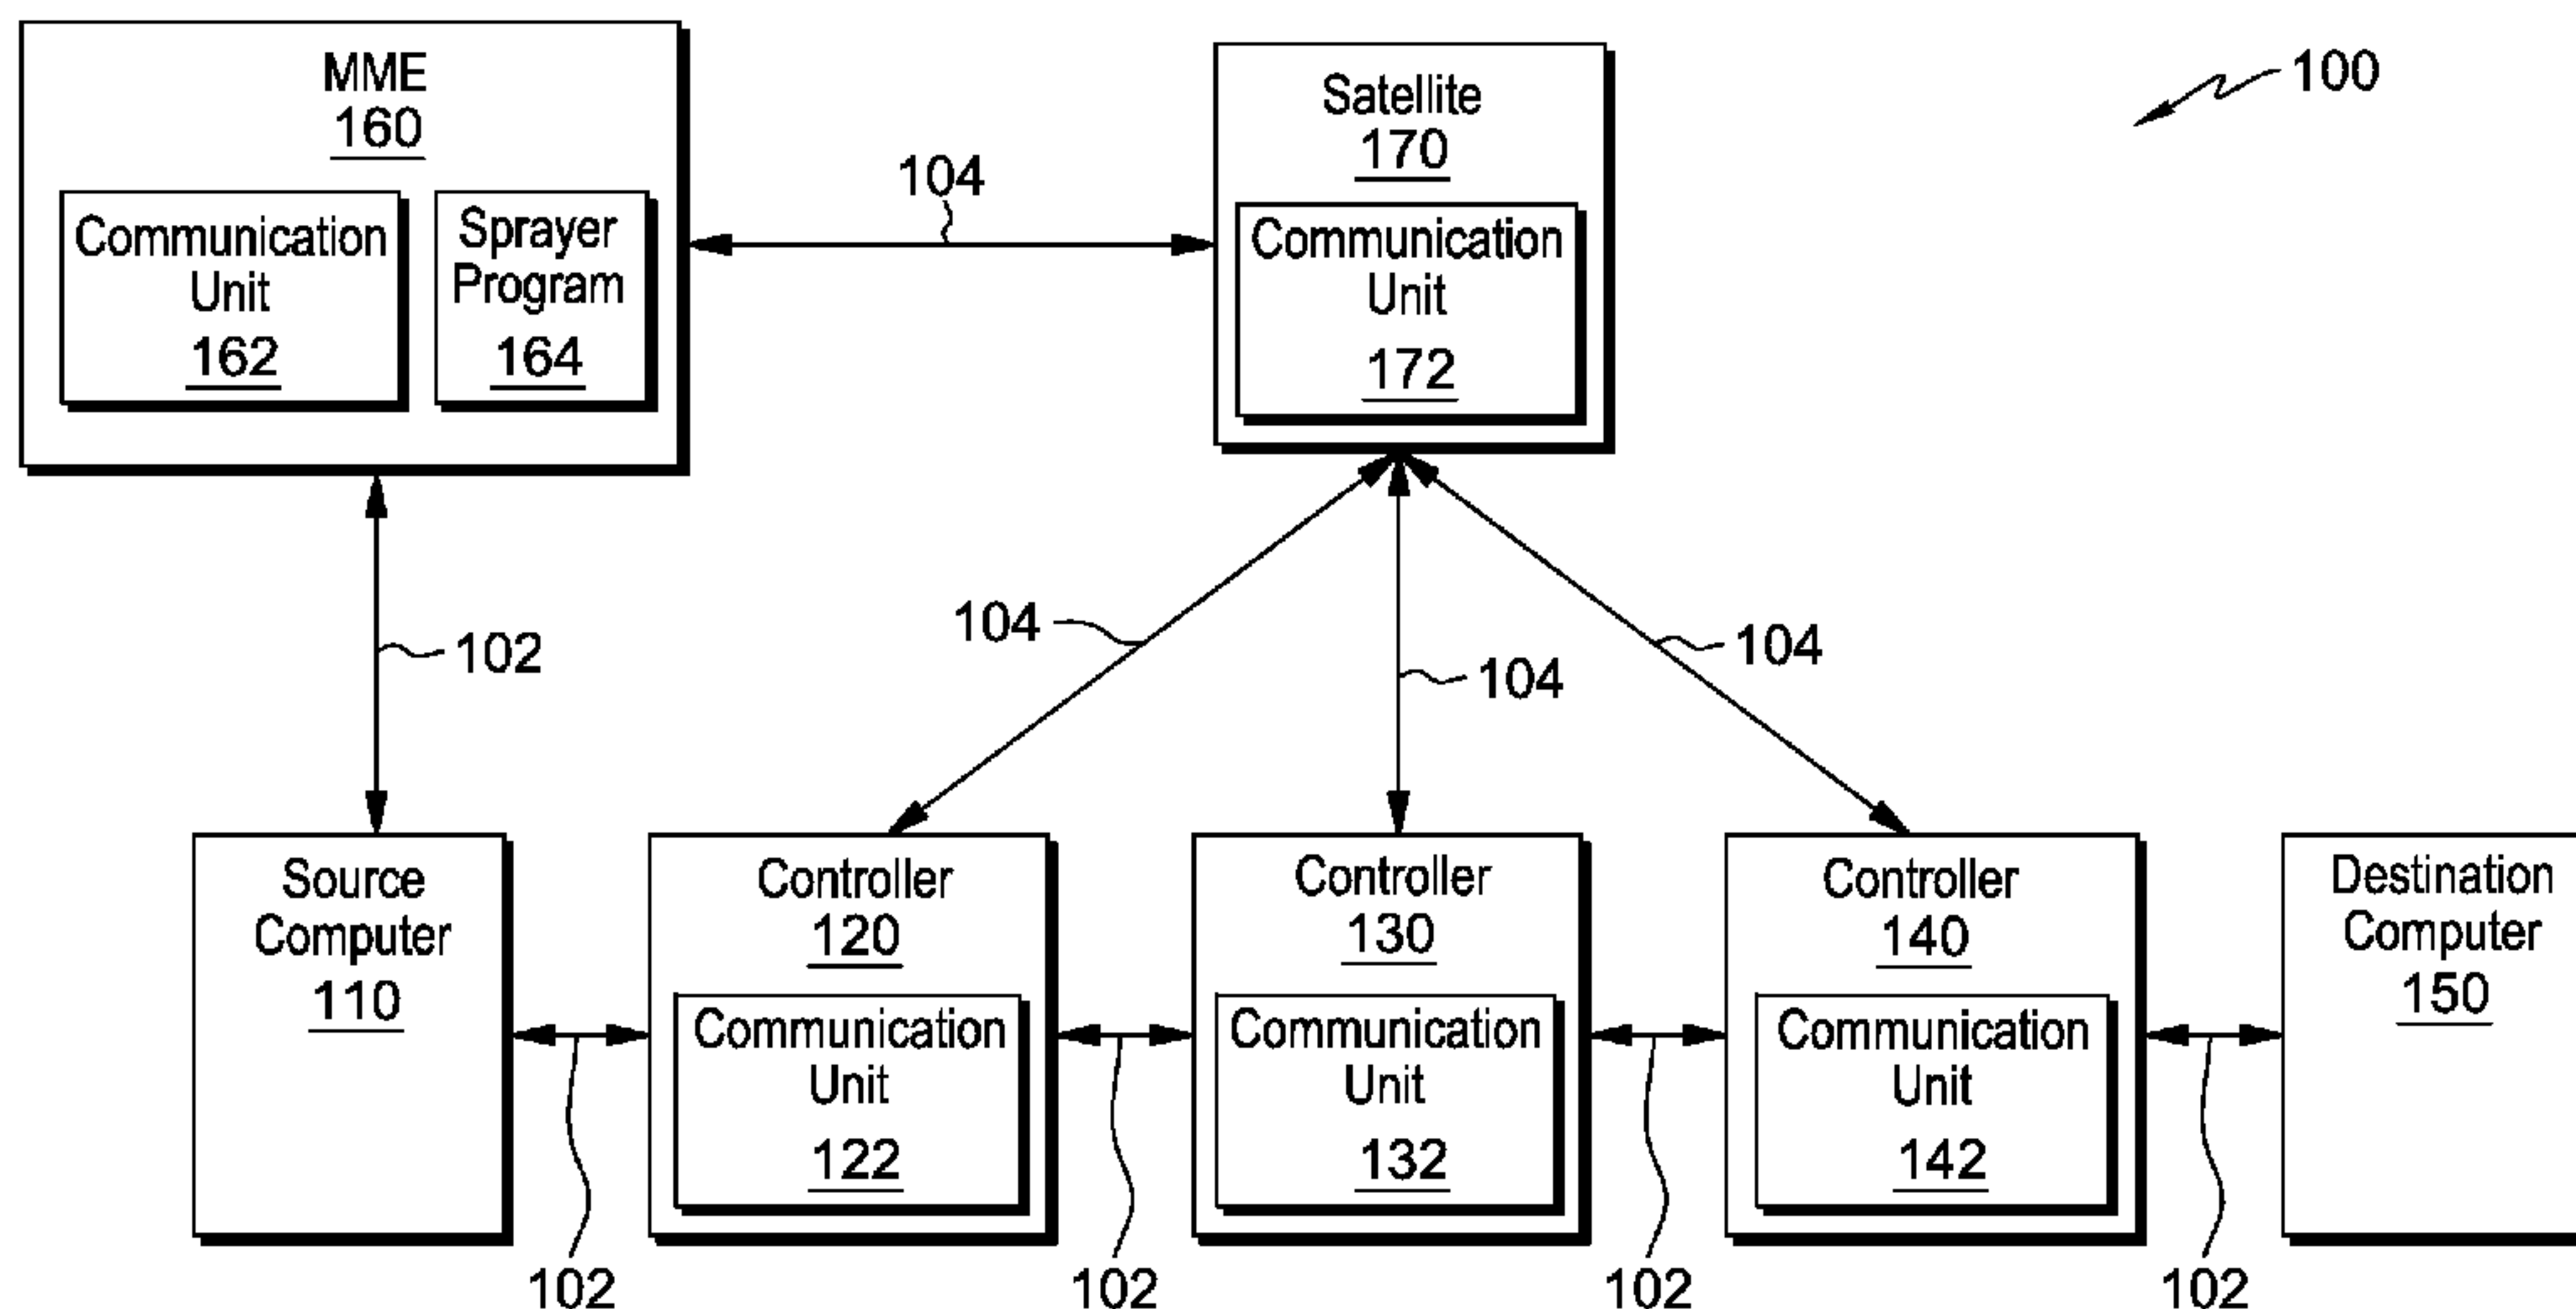 MME
160
Communication
Unit
162
Sprayer
Program
164
104
Satellite
170
Communication
Unit
172
100
102
104
104
104
Source
Computer
110
Controller
120
Communication
Unit
122
Controller
130
Communication
Unit
132
Controller
140
Communication
Unit
142
Destination
Computer
150
102
102
102
102